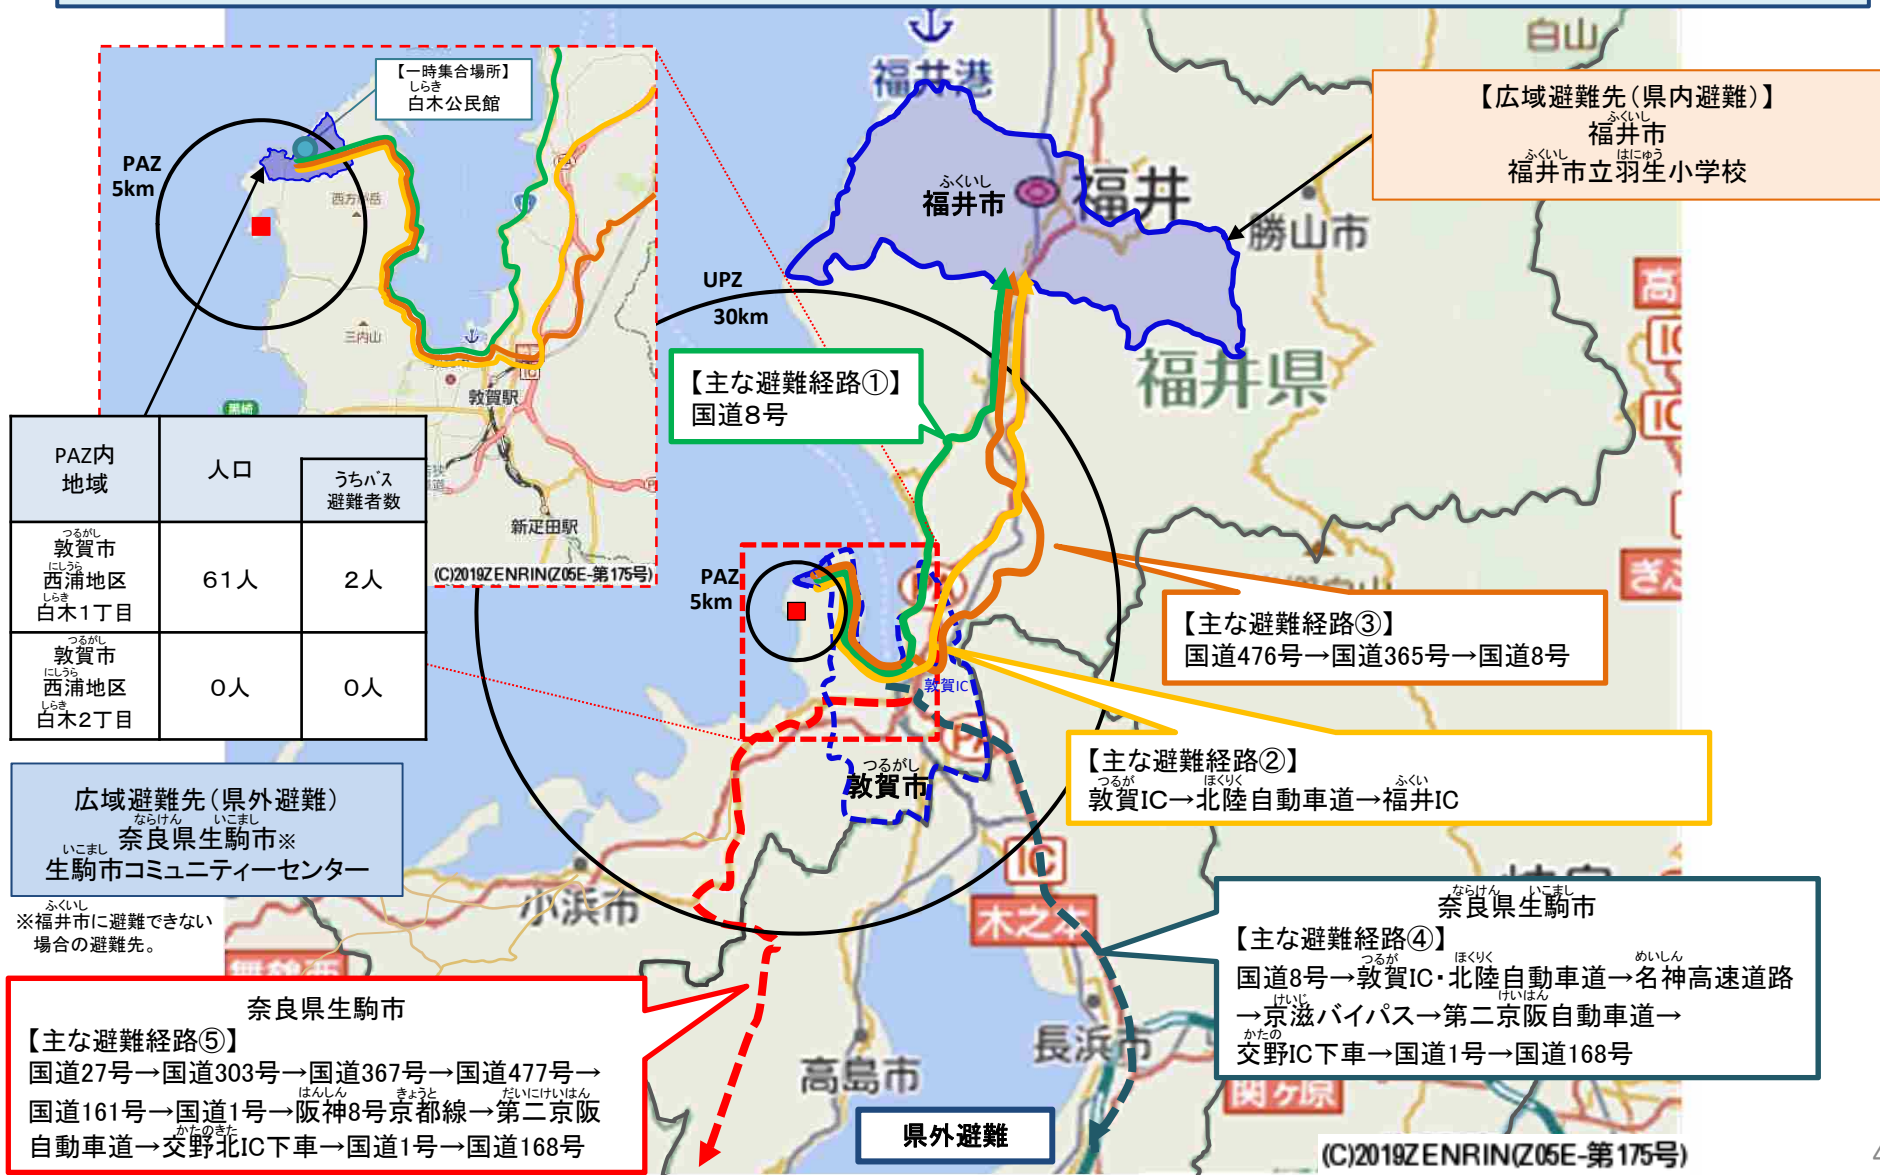 【一時集合場所】
しらき
白木公民館
PAZ
5km
西方ヶ岳
三内山
敦賀駅
IC
新疋田駅
(C)2019ZENRIN(Z05E-第175号)
福井港
白山
【広域避難先（県内避難）】
ふくいし
福井市
ふくいし はにゅう
福井市立羽生小学校
ふくいし
福井市
福井
勝山市
UPZ
30km
福井県
【主な避難経路①】
国道8号
PAZ内
地域
人口
うちバス
避難者数
つるがし
敦賀市
にしうら
西浦地区
しらき
白木1丁目
61人
2人
つるがし
敦賀市
にしうら
西浦地区
しらき
白木2丁目
0人
0人
PAZ
5km
敦賀IC
つるがし
敦賀市
【主な避難経路③】
国道476号→国道365号→国道8号
【主な避難経路②】
つるが ほくりく ふくい
敦賀IC→北陸自動車道→福井IC
広域避難先（県外避難）
ならけん いこまし
奈良県生駒市※
いこまし
生駒市コミュニティーセンター
ふくいし
※福井市に避難できない
場合の避難先。
小浜市
IC
木之本
高島市
長浜市
関ヶ原
ならけん いこまし
奈良県生駒市
【主な避難経路④】
つるが ほくりく めいしん
国道8号→敦賀IC・北陸自動車道→名神高速道路
けいじ けいはん
→京滋バイパス→第二京阪自動車道→
かたの
交野IC下車→国道1号→国道168号
奈良県生駒市
【主な避難経路⑤】
国道27号→国道303号→国道367号→国道477号→
はんしん きょうと だいにけいはん
国道161号→国道1号→阪神8号京都線→第二京阪
かたのきた
自動車道→交野北IC下車→国道1号→国道168号
県外避難
(C)2019ZENRIN(Z05E-第175号)